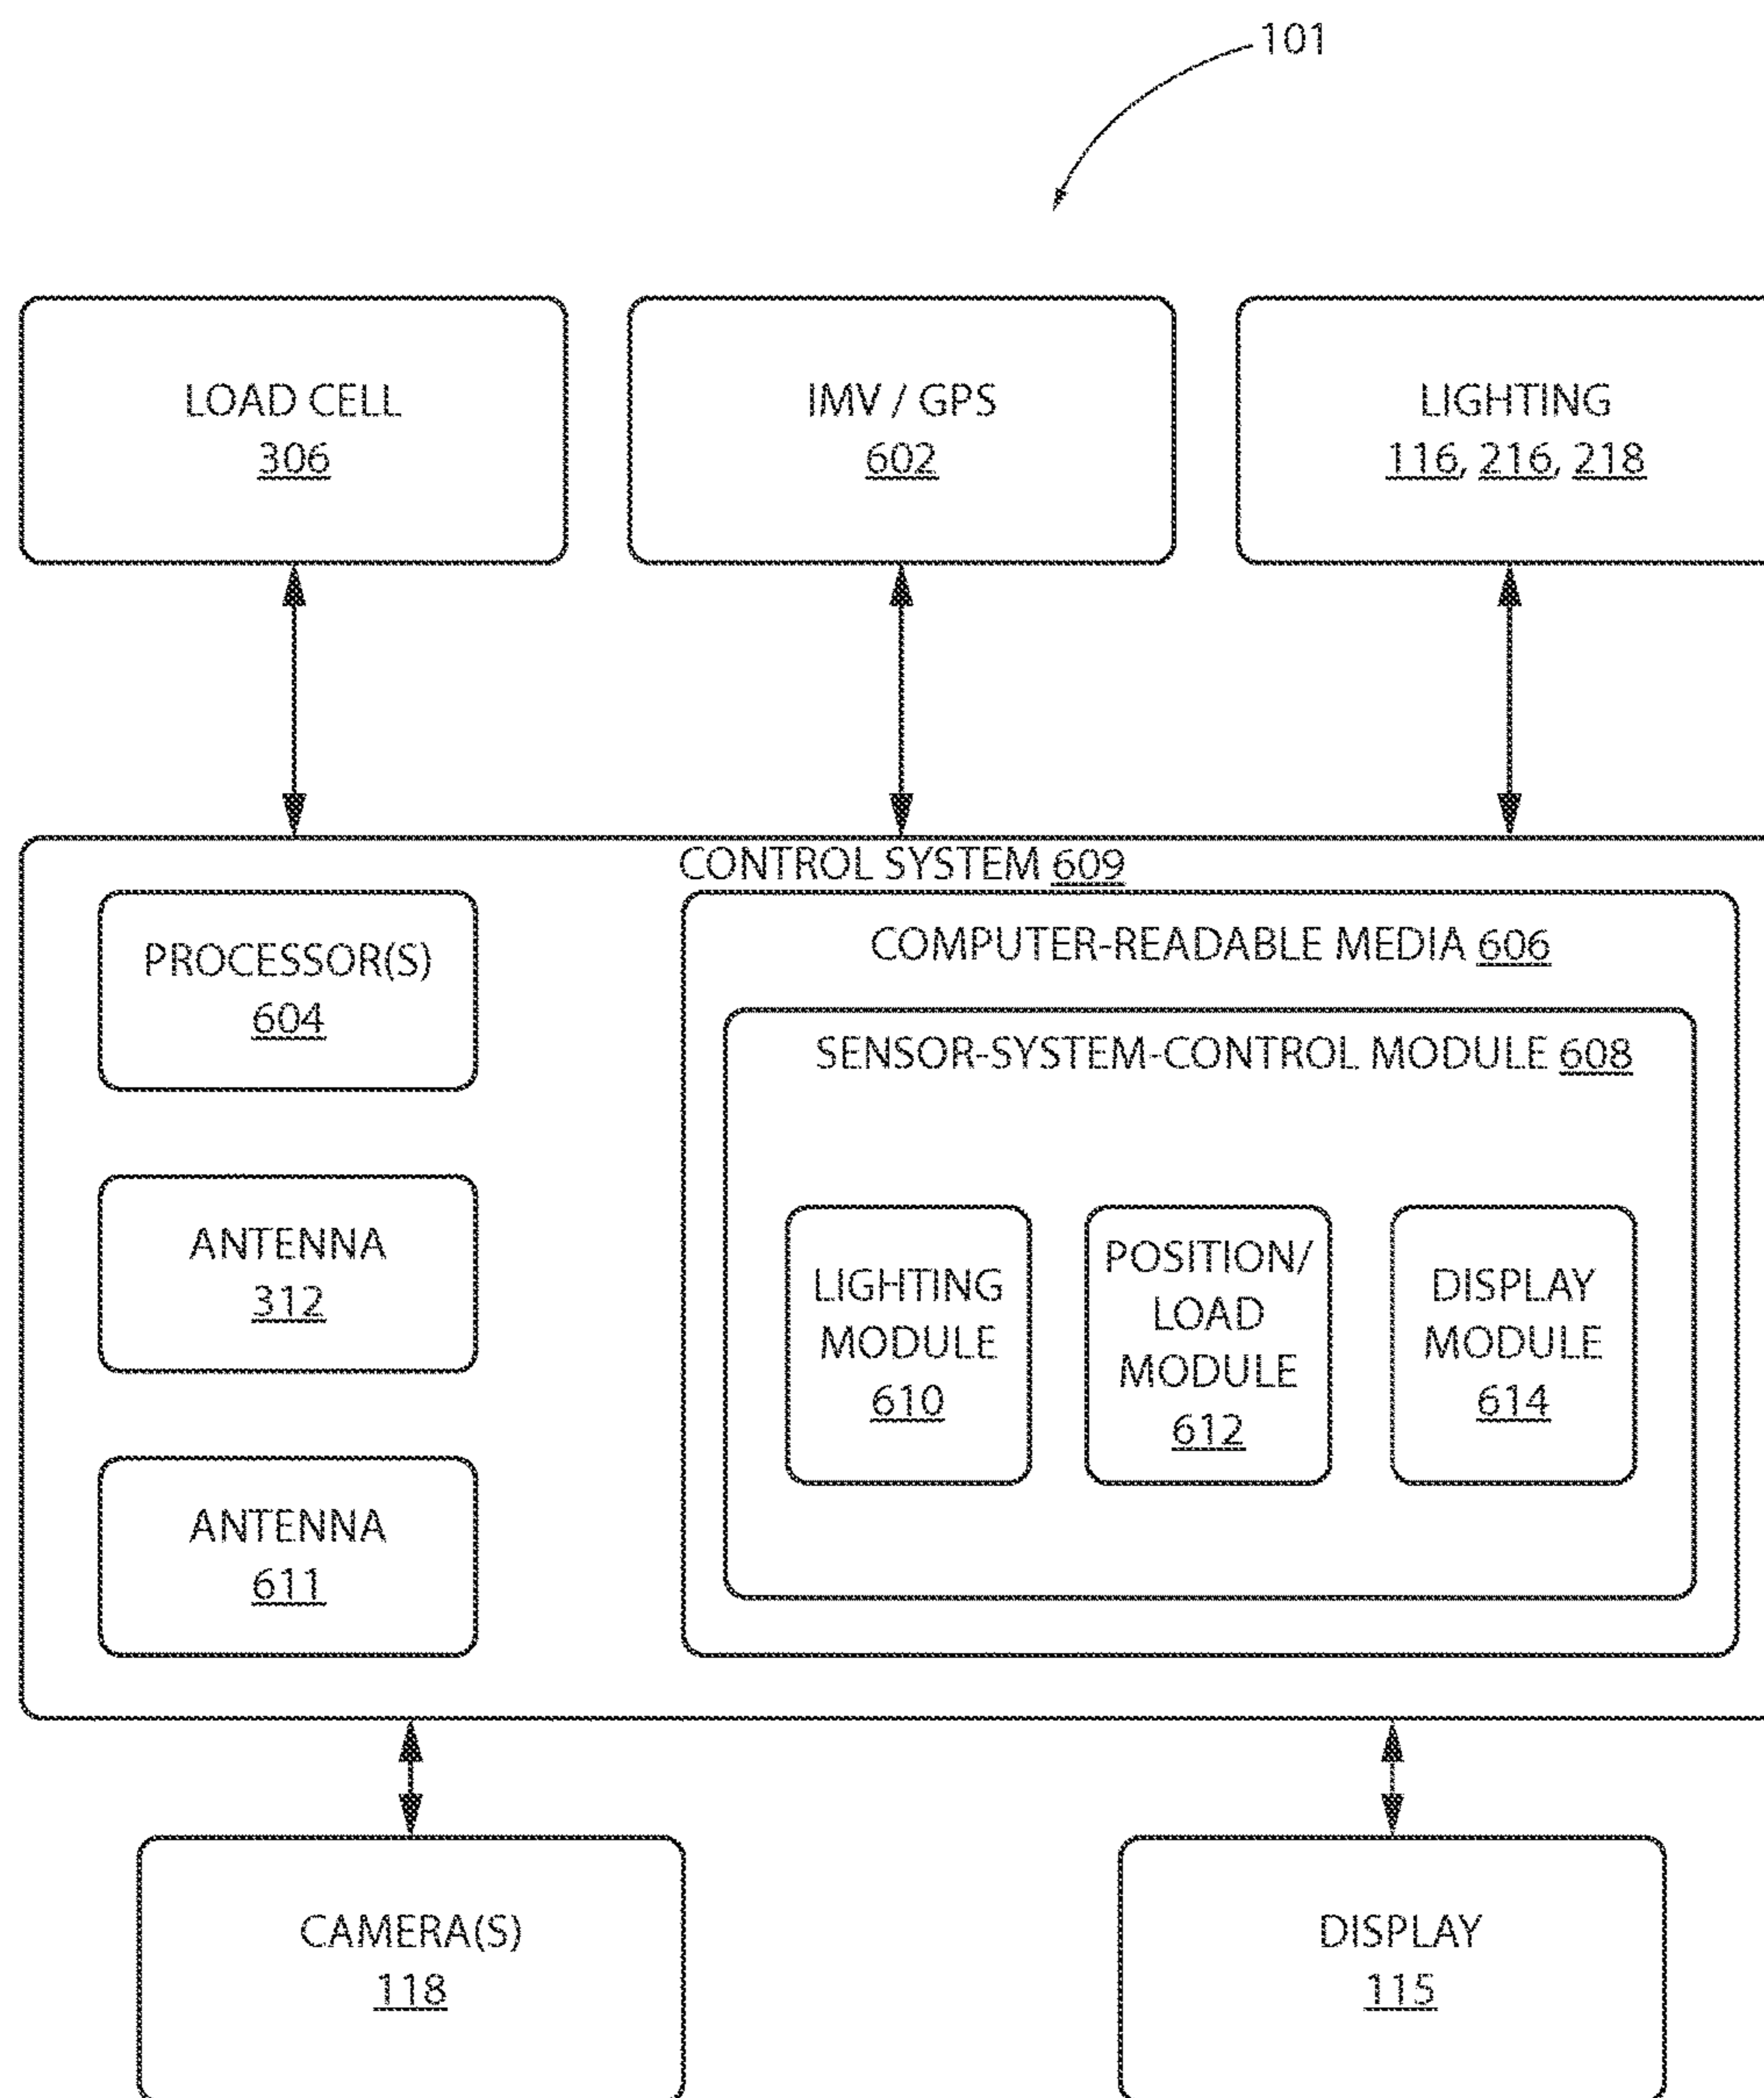 101
LOAD CELL
306
IMV / GPS
602
LIGHTING
116, 216, 218
CONTROL SYSTEM 609
PROCESSOR(S)
604
ANTENNA
312
ANTENNA
611
COMPUTER-READABLE MEDIA 606
SENSOR-SYSTEM-CONTROL MODULE 608
LIGHTING
MODULE
610
POSITION/
LOAD
MODULE
612
DISPLAY
MODULE
614
CAMERA(S)
118
DISPLAY
115